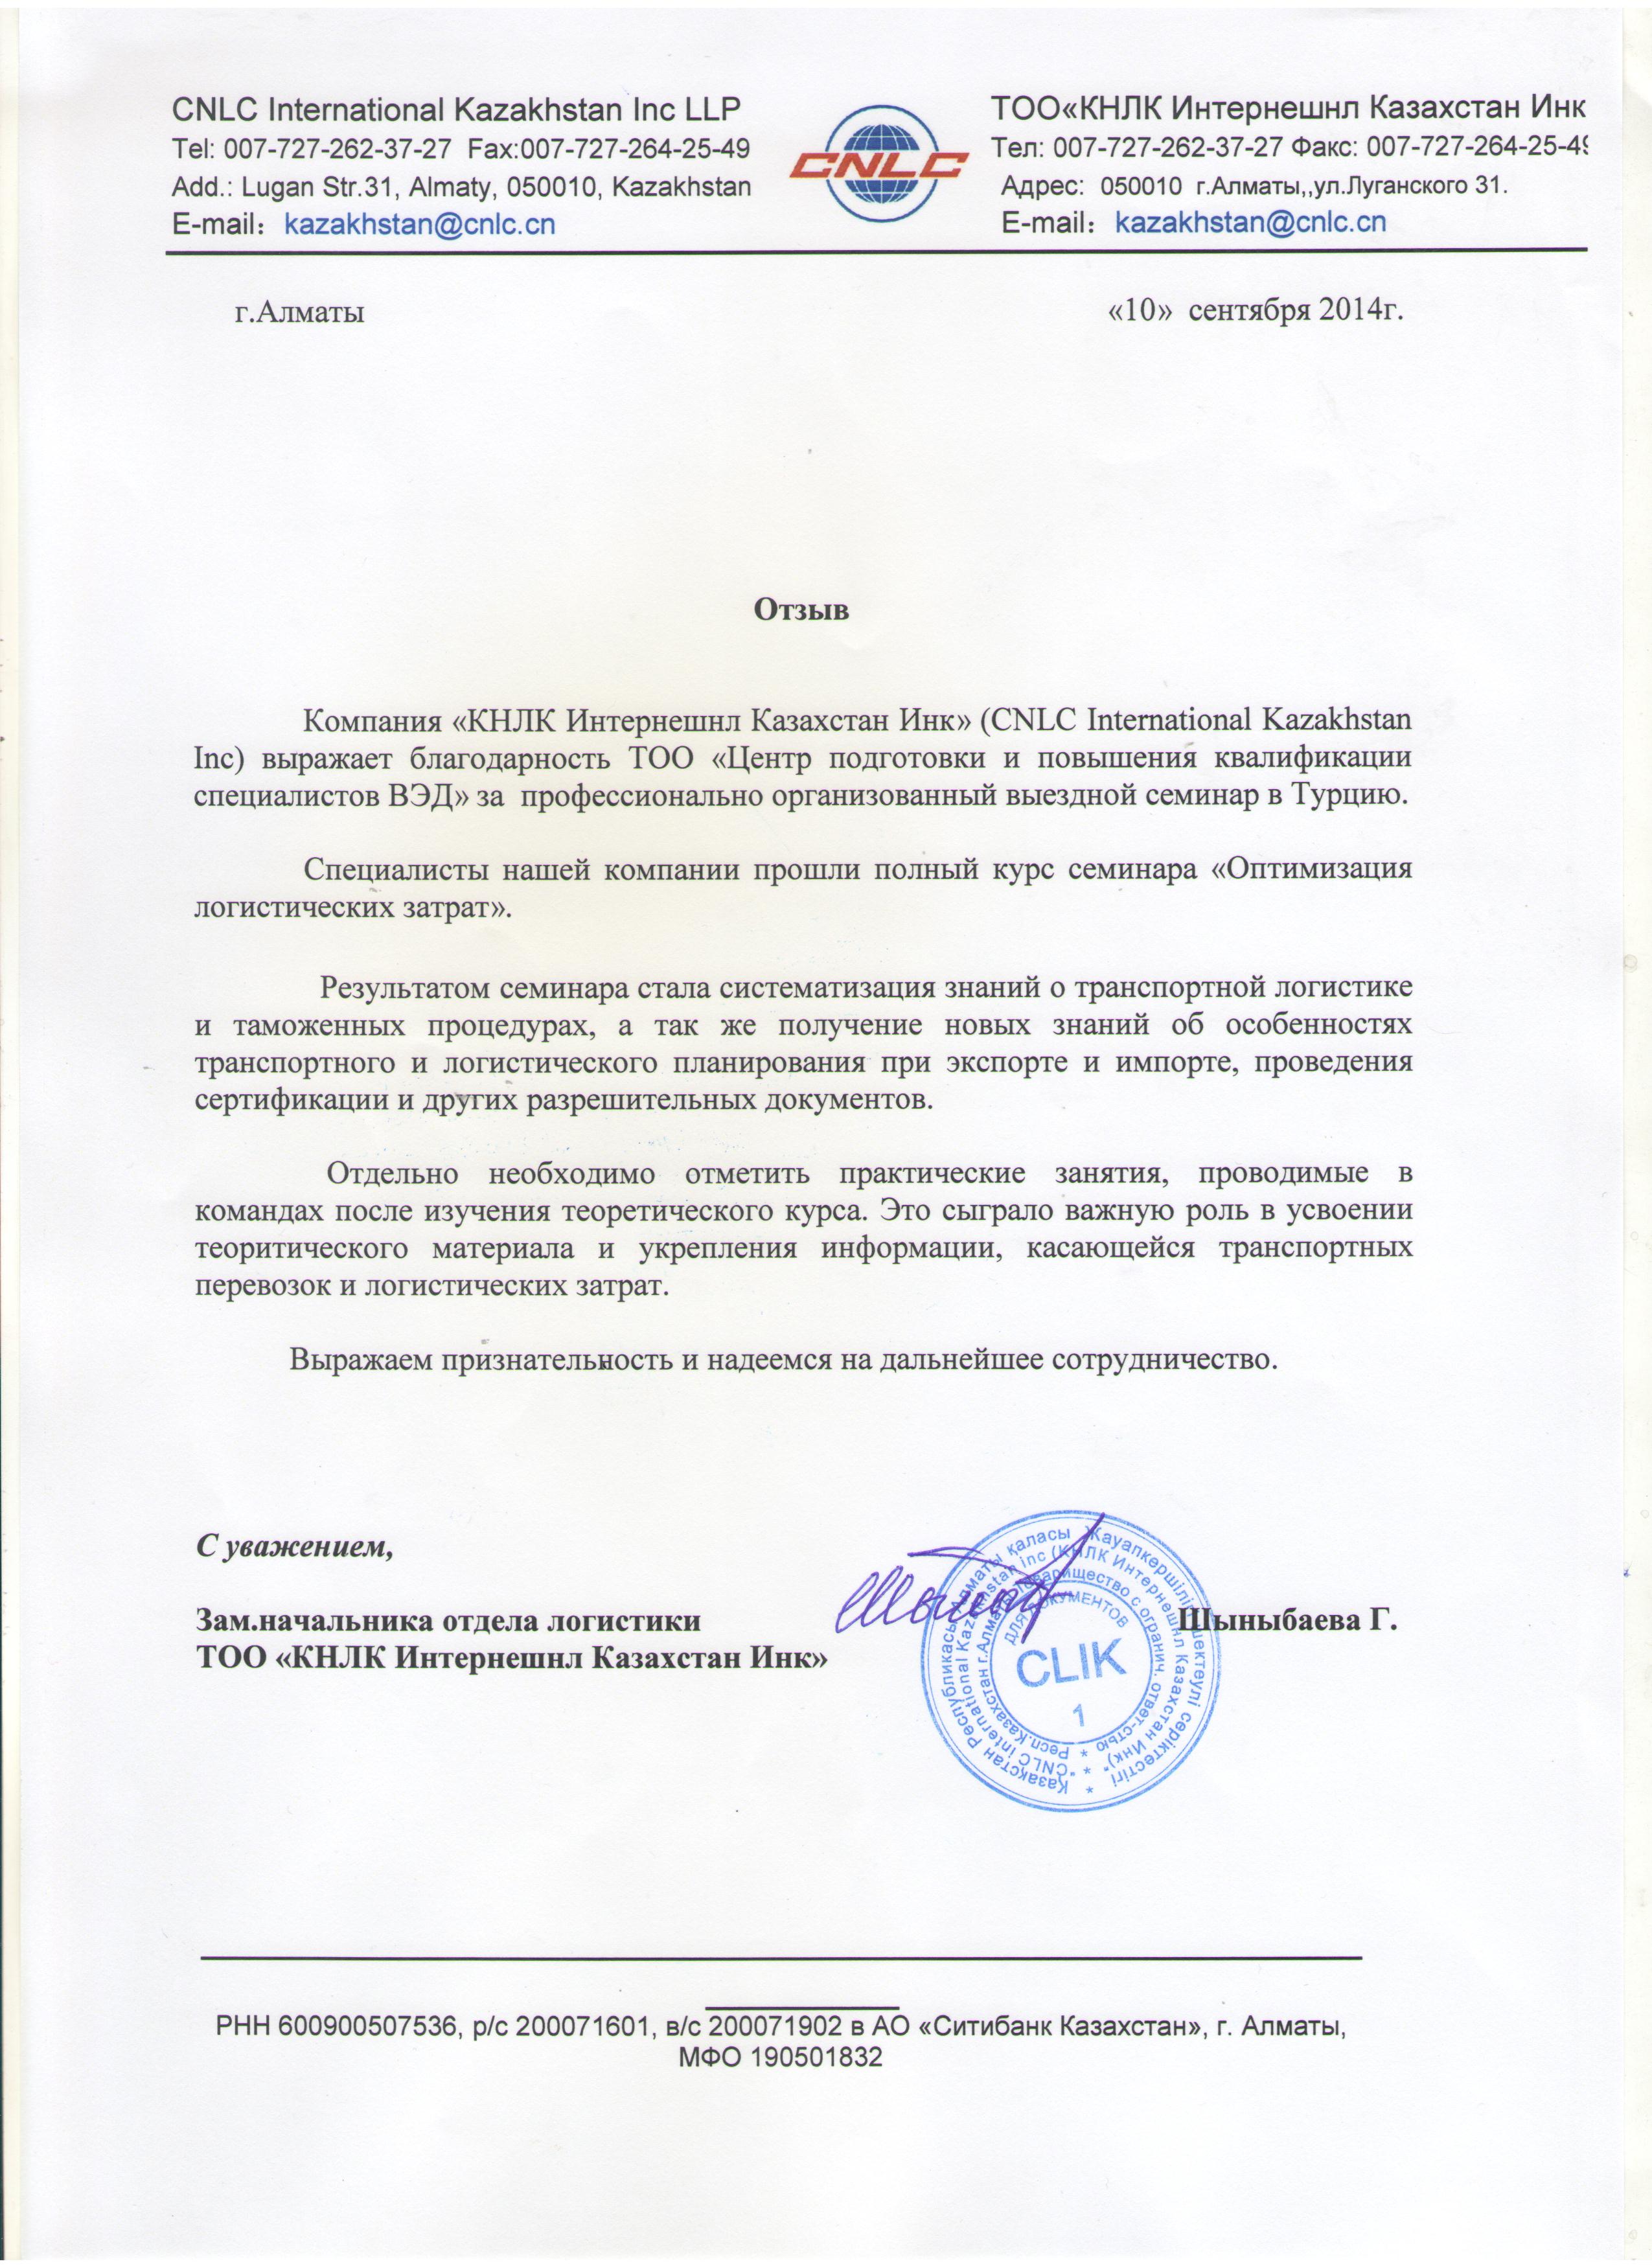 CNLC International Kazakhstan Inc LLP
Tel: 007-727-262-37-27 Fax:007-727-264-25-49
Add.: Lugan Str.31, Almaty, 050010, Kazakhstan
E-mail： kazakhstan@cnlc.cn
CNLC
ТОО«КНЛК Интернешнл Казахстан Инк
Тел: 007-727-262-37-27 Факс: 007-727-264-25-49
Адрес: 050010 г.Алматы,,ул.Луганского 31.
E-mail： kazakhstan@cnlc.cn
г.Алматы «10» сентября 2014г.
Отзыв
Компания «КНЛК Интернешнл Казахстан Инк» (CNLC International Kazakhstan
Inc) выражает благодарность ТОО «Центр подготовки и повышения квалификации
специалистов ВЭД» за профессионально организованный выездной семинар в Турцию.
Специалисты нашей компании прошли полный курс семинара «Оптимизация
логистических затрат».
Результатом семинара стала систематизация знаний о транспортной логистике
и таможенных процедурах, а так же получение новых знаний об особенностях
транспортного и логистического планирования при экспорте и импорте, проведения
сертификации и других разрешительных документов.
Отдельно необходимо отметить практические занятия, проводимые в
командах после изучения теоретического курса. Это сыграло важную роль в усвоении
теоритического материала и укрепления информации, касающейся транспортных
перевозок и логистических затрат.
Выражаем признательность и надеемся на дальнейшее сотрудничество.
С уважением,
Зам.начальника отдела логистики Шыныбаева Г.
ТОО «КНЛК Интернешнл Казахстан Инк»
Қазақстан Республикасы Алматы қаласы Жауапкершілігі шектеулі серіктестігі *
"CNLC International Kazakhstan inc (КНЛК Интернешнл Казахстан Инк)" *
Респ.Казахстан г.Алматы Товарищество с огранич. ответ-стью *
ДЛЯ ДОКУМЕНТОВ
CLIK
1
РНН 600900507536, р/с 200071601, в/с 200071902 в АО «Ситибанк Казахстан», г. Алматы,
МФО 190501832